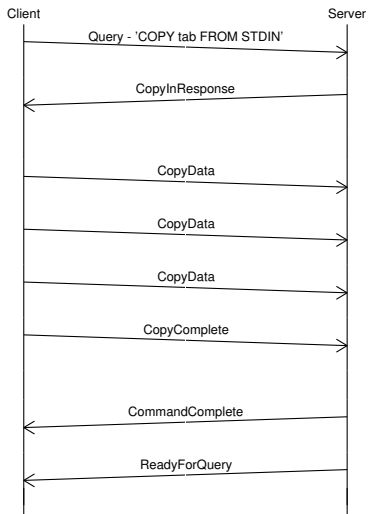 Client
Server
Query - 'COPY tab FROM STDIN'
CopyInResponse
CopyData
CopyData
CopyData
CopyComplete
CommandComplete
ReadyForQuery